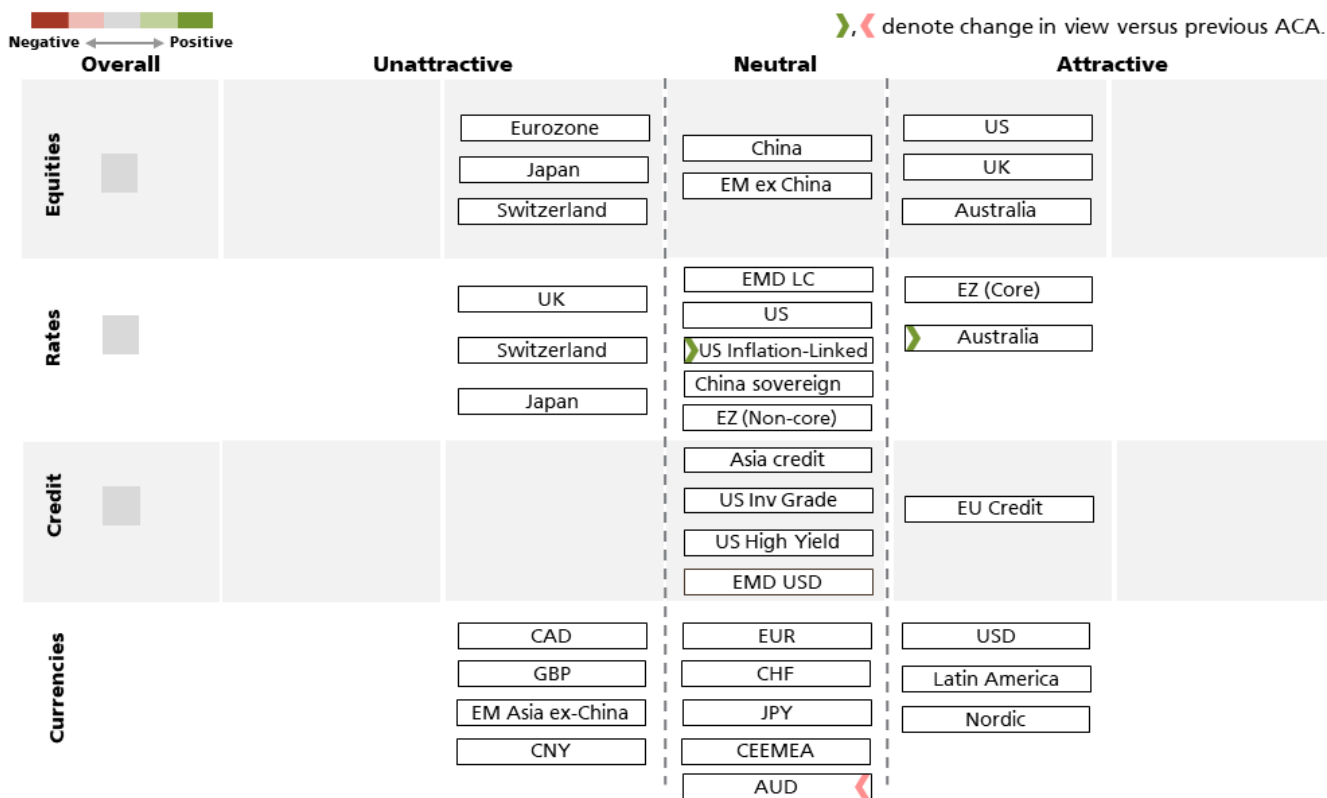 Negative Positive
, denote change in view versus previous ACA.
Overall Unattractive Neutral Attractive
Equities
Eurozone
Japan
Switzerland
China
EM ex China
US
UK
Australia
Rates
UK
Switzerland
Japan
EMD LC
US
US Inflation-Linked
China sovereign
EZ (Non-core)
EZ (Core)
Australia
Credit
Asia credit
US Inv Grade
US High Yield
EMD USD
EU Credit
Currencies
CAD
GBP
EM Asia ex-China
CNY
EUR
CHF
JPY
CEEMEA
AUD
USD
Latin America
Nordic